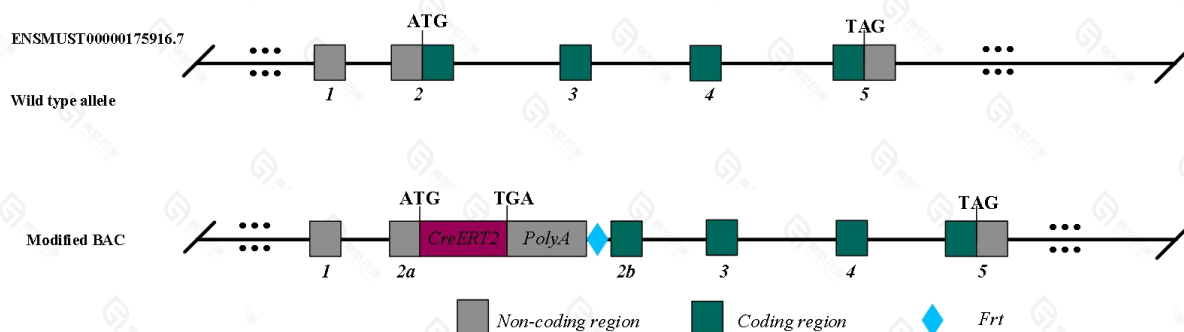 ATG
TAG
ENSMUST00000175916.7
1
2
3
4
5
Wild type allele
ATG
TGA
TAG
CreERT2
PolyA
Modified BAC
1
2a
2b
3
4
5
Non-coding region
Coding region
Frt